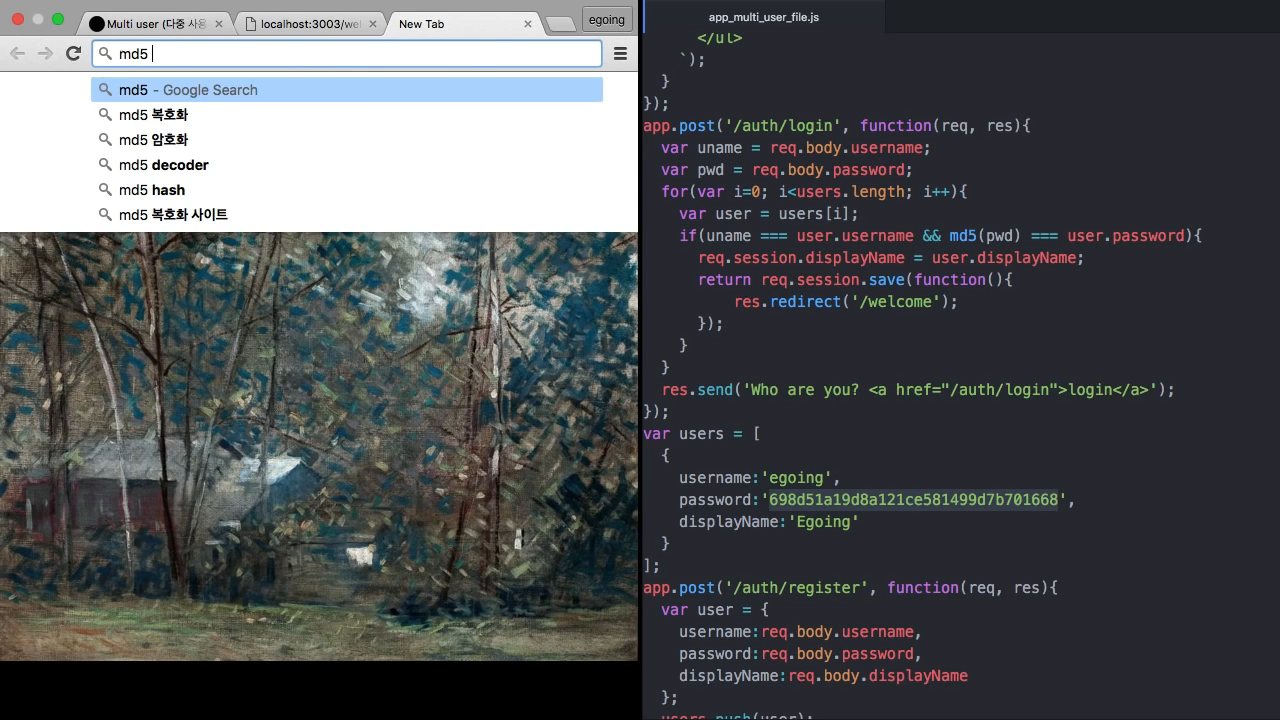 Multi user (다중 사용
localhost:3003/wel
New Tab
egoing
md5
md5 - Google Search
md5 복호화
md5 암호화
md5 decoder
md5 hash
md5 복호화 사이트
app_multi_user_file.js
</ul>
`);
}
});
app.post('/auth/login', function(req, res){
var uname = req.body.username;
var pwd = req.body.password;
for(var i=0; i<users.length; i++){
var user = users[i];
if(uname === user.username && md5(pwd) === user.password){
req.session.displayName = user.displayName;
return req.session.save(function(){
res.redirect('/welcome');
});
}
}
res.send('Who are you? <a href="/auth/login">login</a>');
});
var users = [
{
username:'egoing',
password:'698d51a19d8a121ce581499d7b701668',
displayName:'Egoing'
}
];
app.post('/auth/register', function(req, res){
var user = {
username:req.body.username,
password:req.body.password,
displayName:req.body.displayName
};
users.push(user);